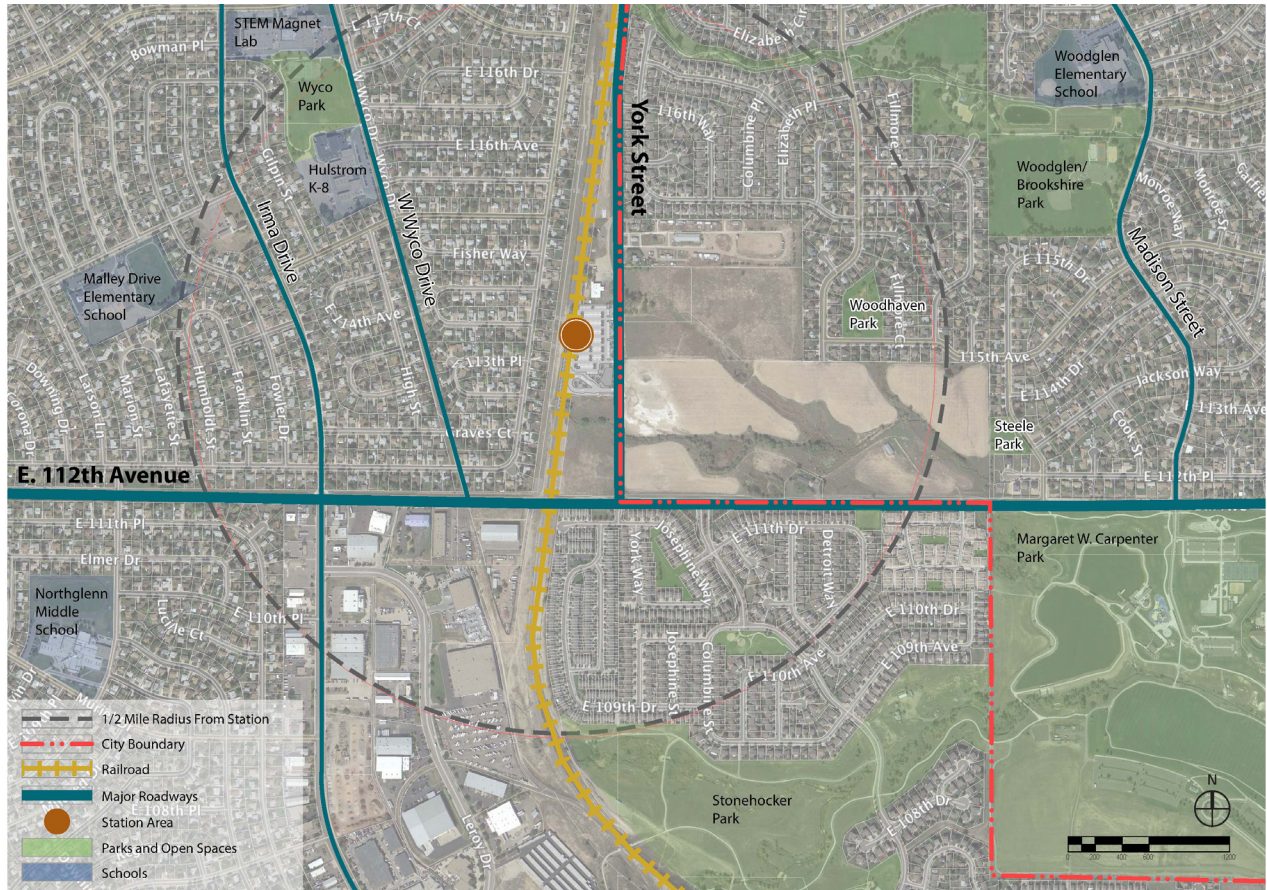 STEM Magnet
Lab
E 117th Ct
Elizabeth Cir
Bowman Pl
E 116th Dr
Woodglen
Elementary
School
Wyco
Park
W Wyco Dr
Wyco Dr
York Street
116th Way
Columbine Pl
Elizabeth Pl
Fillmore
E 116th Ave
Gilpin St
Hulstrom
K-8
Woodglen/
Brookshire
Park
Monroe Way
Monroe St
Irma Drive
W Wyco Drive
Madison Street
Fisher Way
E 115th Dr
Malley Drive
Elementary
School
E 114th Ave
Woodhaven
Park
Fillmore Ct
113th Pl
115th Ave
E 114th Dr
Jackson Way
Downing Dr
Larson Ln
Marion St
Lafayette St
Humboldt St
Franklin St
Fowler Dr
High St
Cook St
113th Ave
corona Dr
Graves Ct
Steele
Park
E. 112th Avenue
E 112th Pl
E 111th Pl
York Way
Josephine Way
E 111th Dr
Detroit Way
Margaret W. Carpenter
Park
Elmer Dr
Northglenn
Middle
School
Lucille Ct
E 110th Pl
E 110th Dr
E 109th Ave
Josephine St
Columbine St
E 110th Ave
E 109th Dr
1/2 Mile Radius From Station
City Boundary
Railroad
Major Roadways
Station Area
Parks and Open Spaces
Schools
E 108th Pl
Leroy Dr
Stonehocker
Park
E 108th Dr
N
0 200 400 600 1200